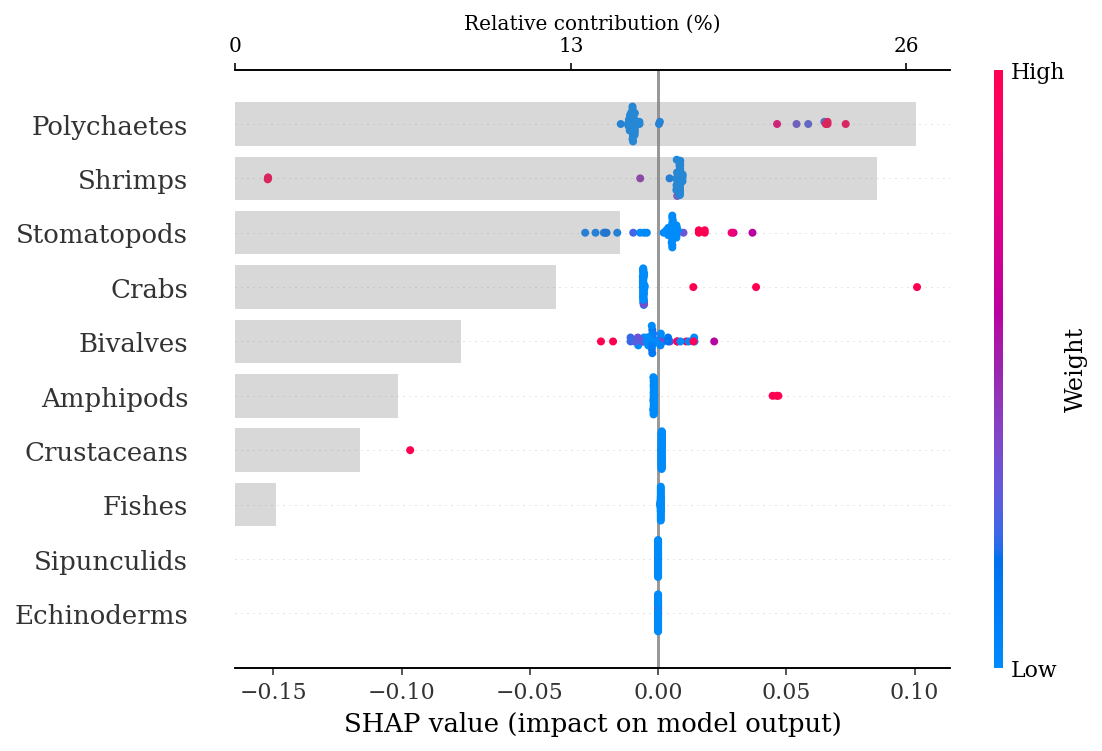 Relative contribution (%)
0 13 26
High
Polychaetes
Shrimps
Stomatopods
Crabs
Bivalves
Amphipods
Crustaceans
Fishes
Sipunculids
Echinoderms
Weight
Low
−0.15 −0.10 −0.05 0.00 0.05 0.10
SHAP value (impact on model output)